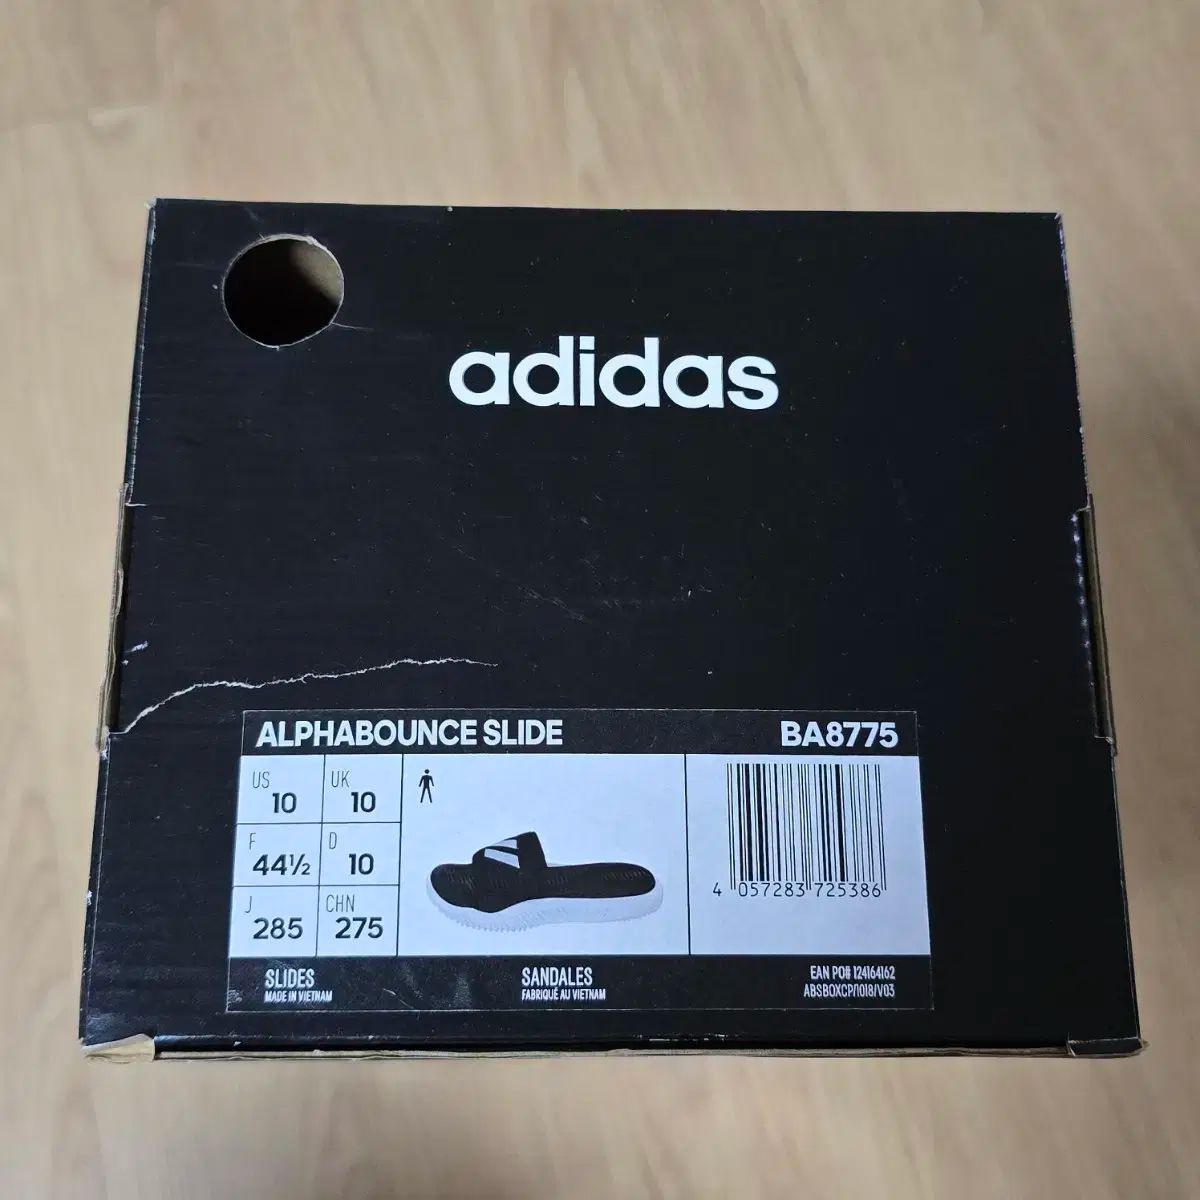 adidas
ALPHABOUNCE SLIDE BA8775
US 10 UK 10
F 44½ D 10
J 285 CHN 275
4 057283 725386
SLIDES
MADE IN VIETNAM
SANDALES
FABRIQUÉ AU VIETNAM
EAN PO# 124164162
ABSBOXCP/1018/V03